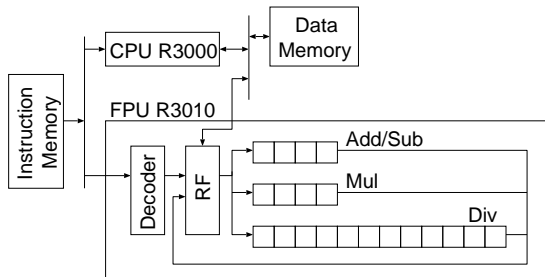 Instruction
Memory
CPU R3000
Data
Memory
FPU R3010
Decoder
RF
Add/Sub
Mul
Div